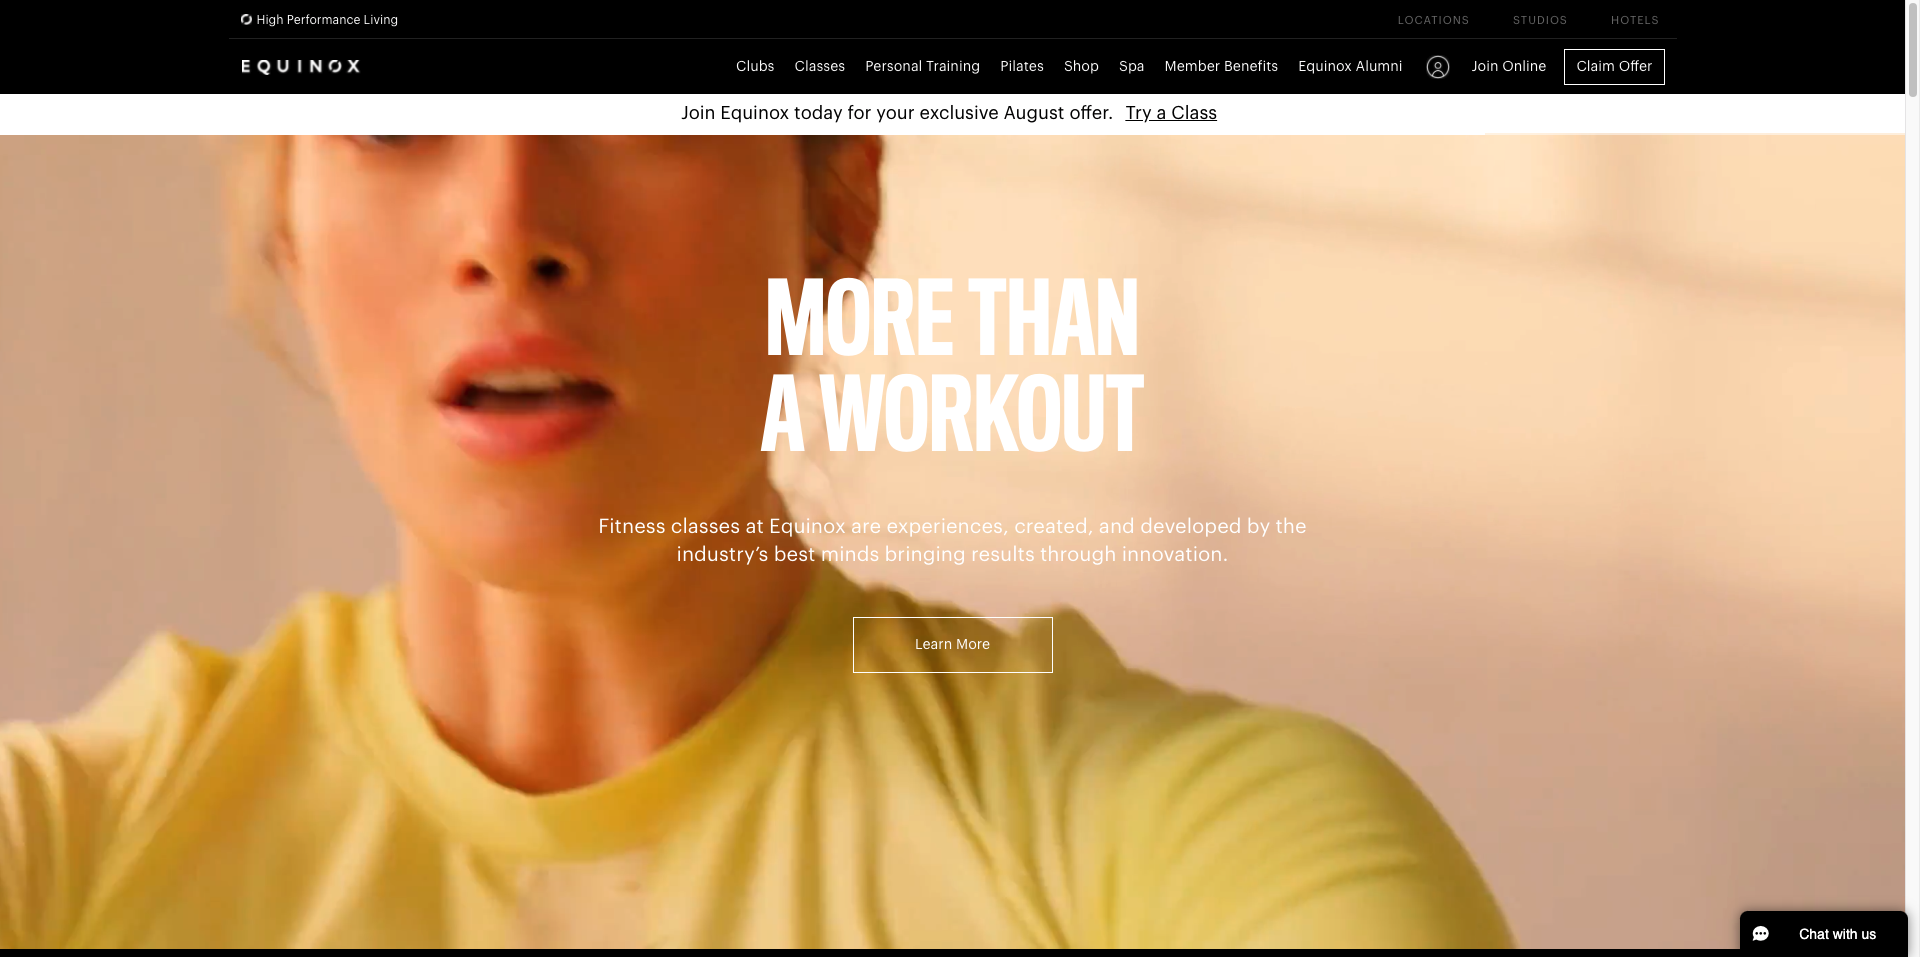 High Performance Living
LOCATIONS STUDIOS HOTELS
EQUINOX
Clubs Classes Personal Training Pilates Shop Spa Member Benefits Equinox Alumni Join Online Claim Offer
Join Equinox today for your exclusive August offer. Try a Class
MORE THAN
A WORKOUT
Fitness classes at Equinox are experiences, created, and developed by the
industry’s best minds bringing results through innovation.
Learn More
Chat with us